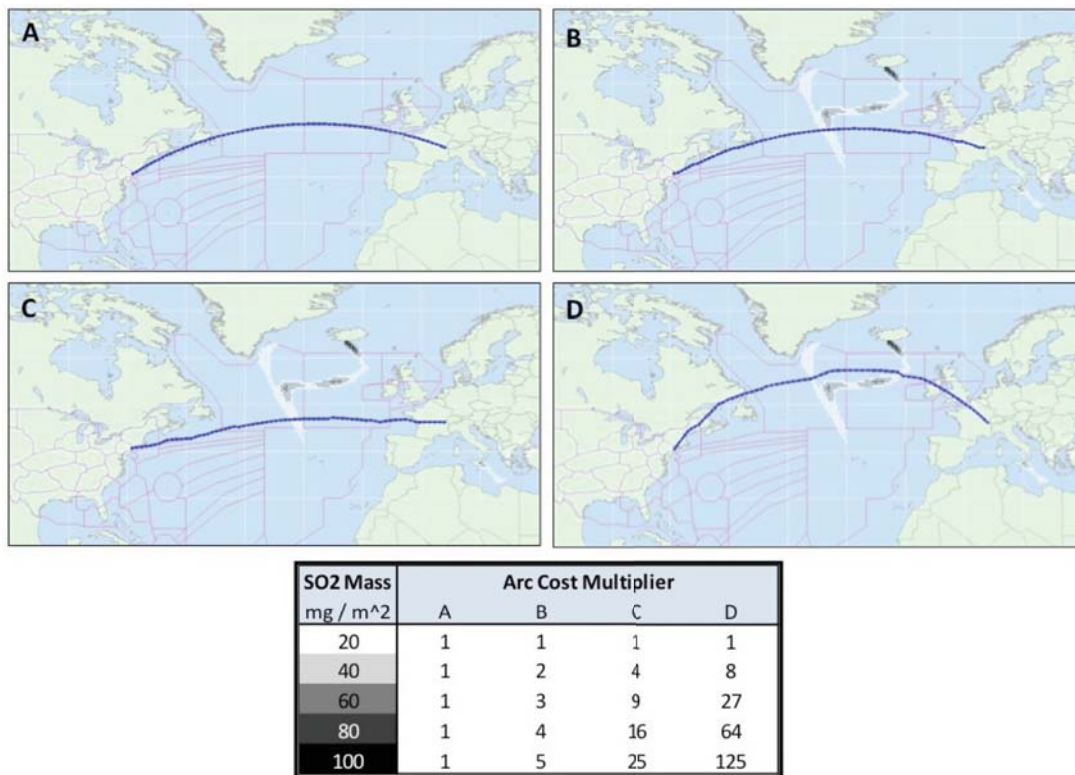 A
B
C
D
SO2 Mass Arc Cost Multiplier
mg / m^2 A B C D
20 1 1 1 1
40 1 2 4 8
60 1 3 9 27
80 1 4 16 64
100 1 5 25 125